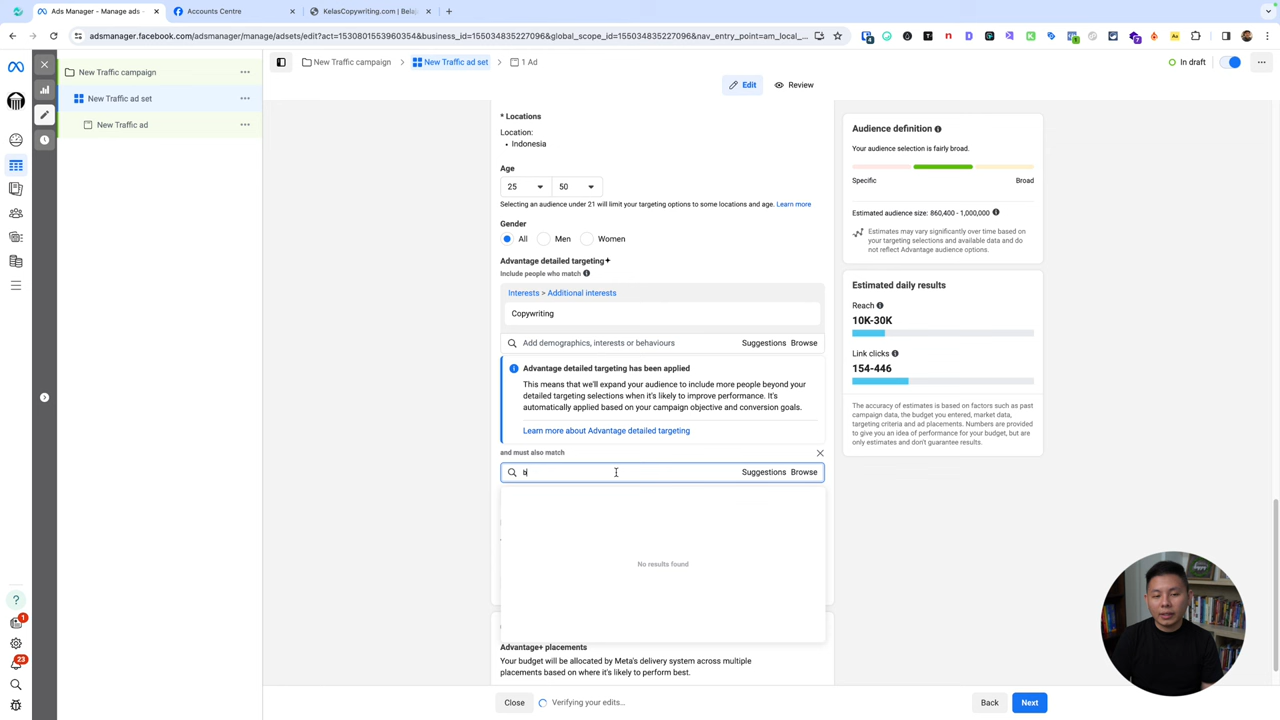 Ads Manager - Manage ads -
Accounts Centre
KelasCopywriting.com | Bela
adsmanager.facebook.com/adsmanager/manage/adsets/edit?act=1530801553960354&business_id=155034835227096&global_scope_id=155034835227096&nav_entry_point=am_local_...
New Traffic campaign
New Traffic ad set
New Traffic ad
New Traffic campaign
New Traffic ad set
1 Ad
In draft
Edit
Review
* Locations
Location:
• Indonesia
Age
25
50
Selecting an audience under 21 will limit your targeting options to some locations and age. Learn more
Gender
All
Men
Women
Advantage detailed targeting+
Include people who match
Interests > Additional interests
Copywriting
Add demographics, interests or behaviours
Suggestions
Browse
Advantage detailed targeting has been applied
This means that we'll expand your audience to include more people beyond your
detailed targeting selections when it's likely to improve performance. It's
automatically applied based on your campaign objective and conversion goals.
Learn more about Advantage detailed targeting
and must also match
b
Suggestions
Browse
No results found
Advantage+ placements
Your budget will be allocated by Meta's delivery system across multiple
placements based on where it's likely to perform best.
Close
Verifying your edits...
Back
Next
Audience definition
Your audience selection is fairly broad.
Specific
Broad
Estimated audience size: 860,400 - 1,000,000
Estimates may vary significantly over time based on
your targeting selections and available data and do
not reflect Advantage audience options.
Estimated daily results
Reach
10K-30K
Link clicks
154-446
The accuracy of estimates is based on factors such as past
campaign data, the budget you entered, market data,
targeting criteria and ad placements. Numbers are provided
to give you an idea of performance for your budget, but are
only estimates and don't guarantee results.
1
23